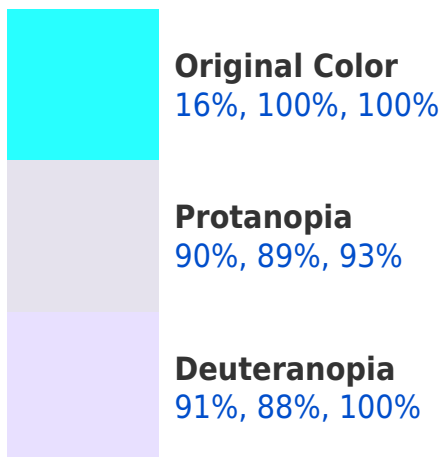 Original Color
16%, 100%, 100%
Protanopia
90%, 89%, 93%
Deuteranopia
91%, 88%, 100%